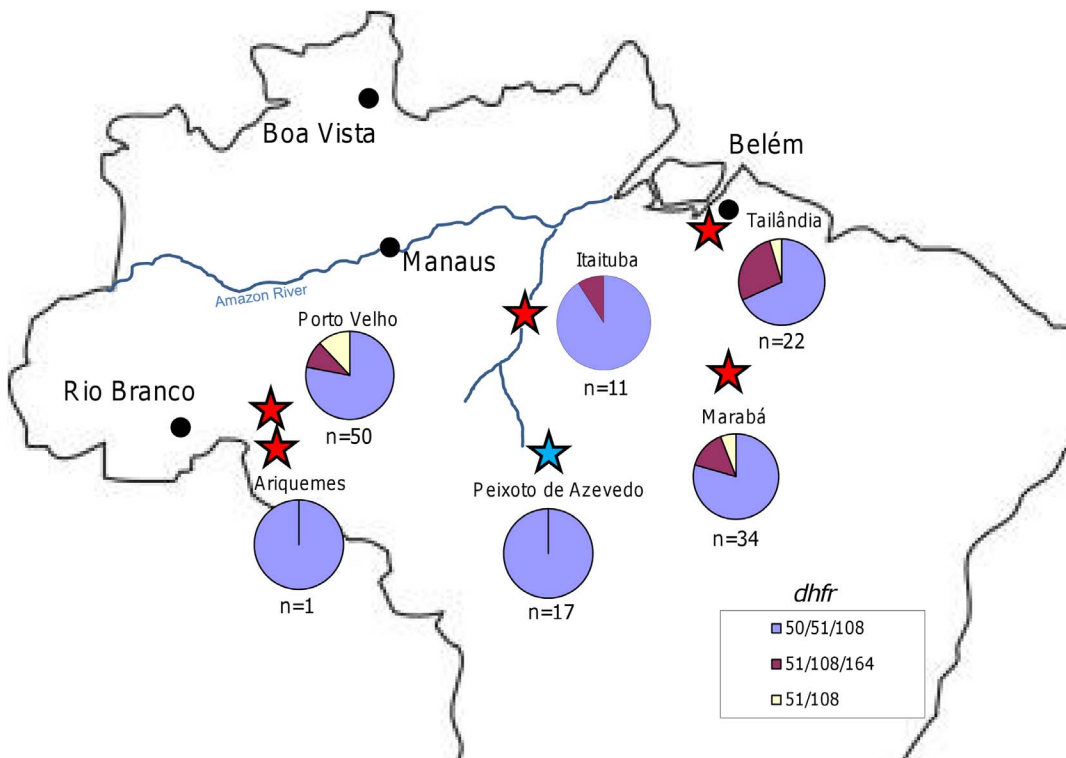 Boa Vista
Belém
Tailândia
Manaus
Itaituba
Amazon River
Porto Velho
n=22
Rio Branco
n=11
Marabá
n=50
Ariquemes
Peixoto de Azevedo
n=34
n=1
n=17
dhfr
50/51/108
51/108/164
51/108